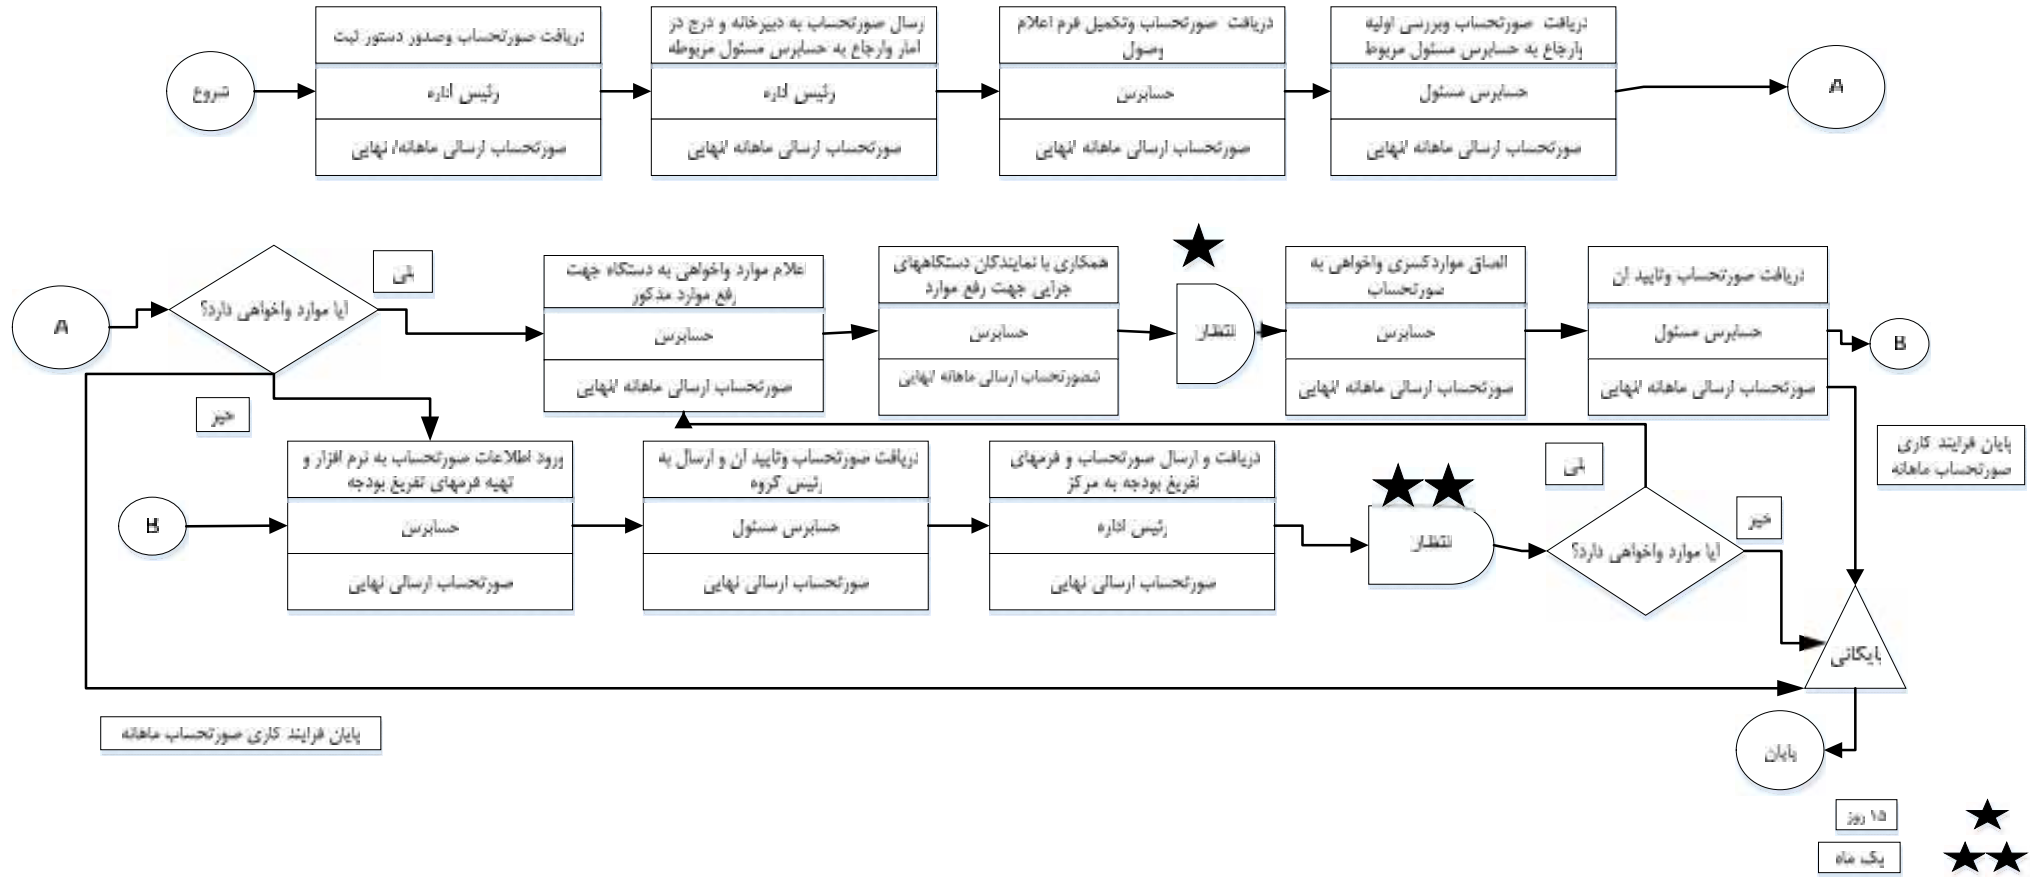 شروع
دریافت صورتحساب وصدور دستور ثبت
رئیس اداره
صورتحساب ارسالی ماهانه/ نهایی
ارسال صورتحساب به دبیرخانه و درج در
امار وارجاع به حسابرس مسئول مربوطه
رئیس اداره
صورتحساب ارسالی ماهانه /نهایی
دریافت صورتحساب وتکمیل فرم اعلام
وصول
حسابرس
صورتحساب ارسالی ماهانه /نهایی
دریافت صورتحساب وبررسی اولیه
وارجاع به حسابرس مسئول مربوط
حسابرس مسئول
صورتحساب ارسالی ماهانه /نهایی
A
A
آیا موارد واخواهی دارد؟
بلی
خیر
اعلام موارد واخواهی به دستگاه جهت
رفع موارد مذکور
حسابرس
صورتحساب ارسالی ماهانه /نهایی
همکاری با نمایندگان دستگاههای
اجرایی جهت رفع موارد
حسابرس
شصورتحساب ارسالی ماهانه /نهایی
انتظار
الصاق مواردکسری واخواهی به
صورتحساب
حسابرس
صورتحساب ارسالی ماهانه /نهایی
دریافت صورتحساب وتایید ان
حسابرس مسئول
صورتحساب ارسالی ماهانه /نهایی
B
پایان فرایند کاری
صورتحساب ماهانه
B
ورود اطلاعات صورتحساب به نرم افزار و
تهیه فرمهای تفریغ بودجه
حسابرس
صورتحساب ارسالی نهایی
دریافت صورتحساب وتایید ان و ارسال به
رئیس گروه
حسابرس مسئول
صورتحساب ارسالی نهایی
دریافت و ارسال صورتحساب و فرمهای
تفریغ بودجه به مرکز
رئیس اداره
صورتحساب ارسالی نهایی
انتظار
بلی
آیا موارد واخواهی دارد؟
خیر
بایگانی
پایان فرایند کاری صورتحساب ماهانه
پایان
۱۵ روز
یک ماه